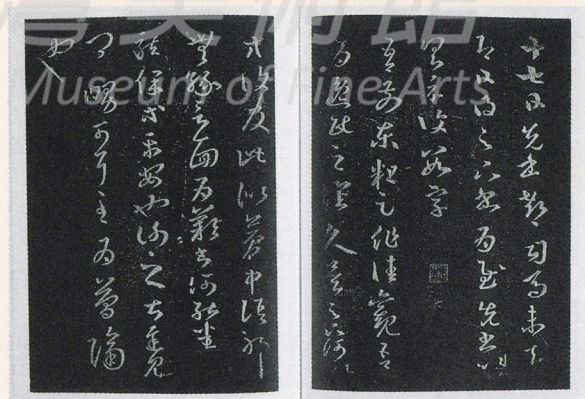 灣美術館
Museum of Fine Arts
十七日先書郗司馬未去
即日得足下書為慰先書以
具示復數字
吾前東粗足作佳觀吾
為逸民之懷久矣足下何以
方復及此似夢中語耶
無緣言面為歎書何能悉
龍保等平安也謝之甚遲見
卿舅可耳至為簡隔
也